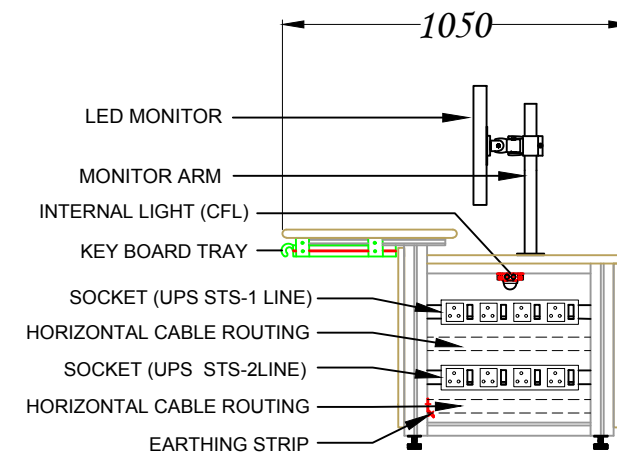 1050
LED MONITOR
MONITOR ARM
INTERNAL LIGHT (CFL)
KEY BOARD TRAY
SOCKET (UPS STS-1 LINE)
HORIZONTAL CABLE ROUTING
SOCKET (UPS STS-2LINE)
HORIZONTAL CABLE ROUTING
EARTHING STRIP